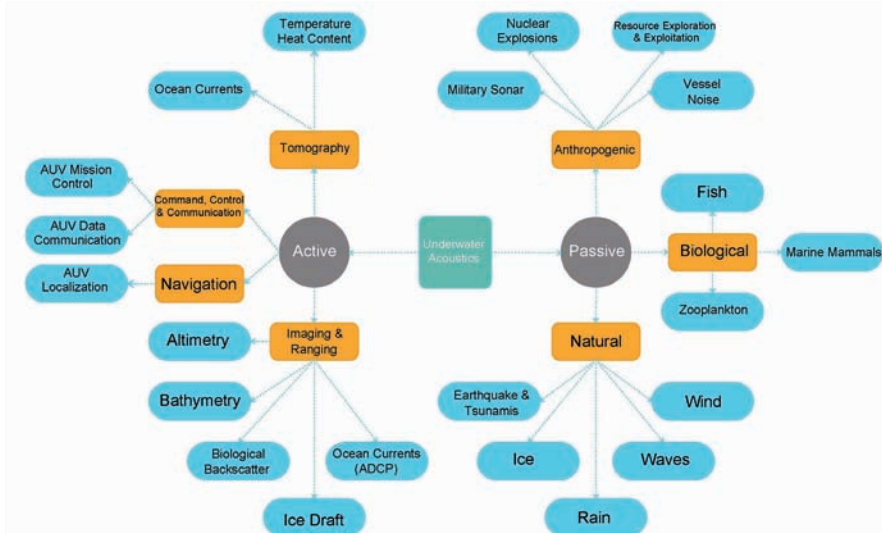 Temperature
Heat Content
Nuclear
Explosions
Resource Exploration
& Exploitation
Ocean Currents
Military Sonar
Vessel
Noise
Tomography
Anthropogenic
AUV Mission
Control
Command, Control
& Communication
Fish
AUV Data
Communication
Active
Underwater
Acoustics
Passive
Biological
Marine Mammals
AUV
Localization
Navigation
Zooplankton
Altimetry
Imaging &
Ranging
Natural
Bathymetry
Earthquake &
Tsunamis
Wind
Biological
Backscatter
Ocean Currents
(ADCP)
Ice
Waves
Ice Draft
Rain